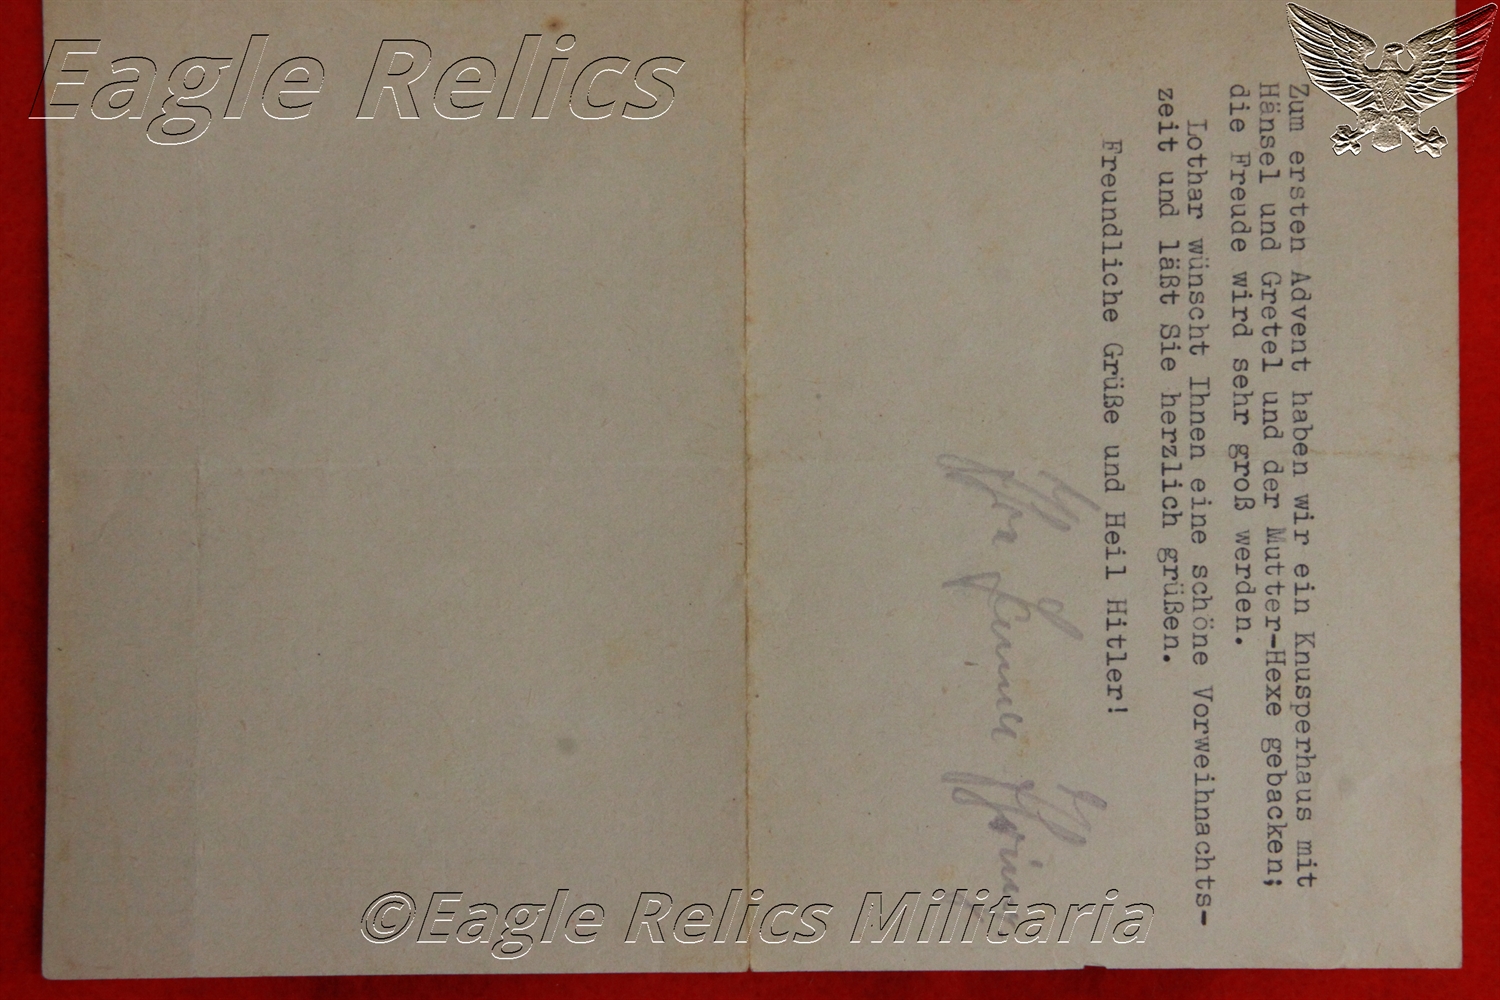 Eagle Relics
Zum ersten Advent haben wir ein Knusperhaus mit
Hänsel und Gretel und der Mutter-Hexe gebacken;
die Freude wird sehr groß werden.
Lothar wünscht Ihnen eine schöne Vorweihnachts-
zeit und läßt Sie herzlich grüßen.
Freundliche Grüße und Heil Hitler!
©Eagle Relics Militaria